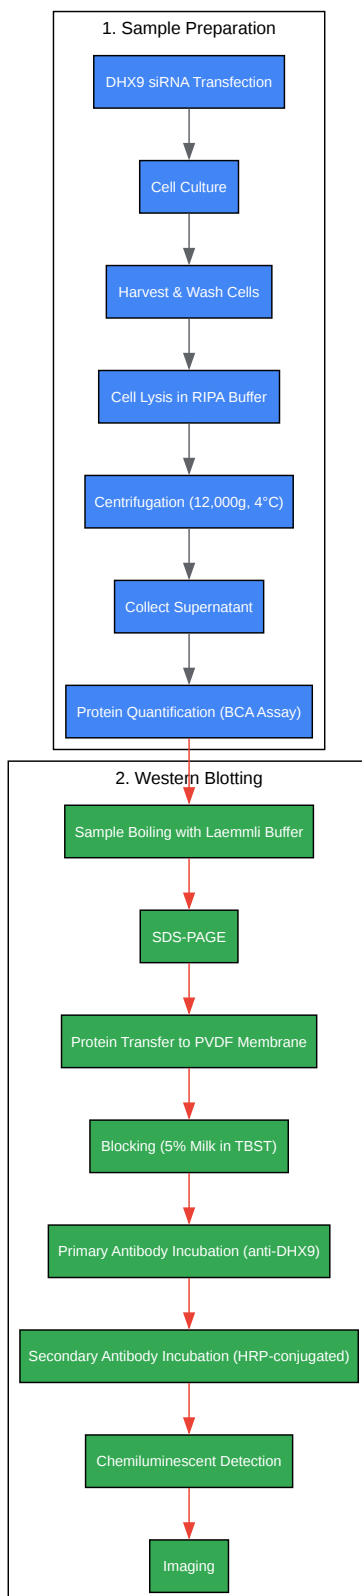 1. Sample Preparation
DHX9 siRNA Transfection
Cell Culture
Harvest & Wash Cells
Cell Lysis in RIPA Buffer
Centrifugation (12,000g, 4°C)
Collect Supernatant
Protein Quantification (BCA Assay)
2. Western Blotting
Sample Boiling with Laemmli Buffer
SDS-PAGE
Protein Transfer to PVDF Membrane
Blocking (5% Milk in TBST)
Primary Antibody Incubation (anti-DHX9)
Secondary Antibody Incubation (HRP-conjugated)
Chemiluminescent Detection
Imaging